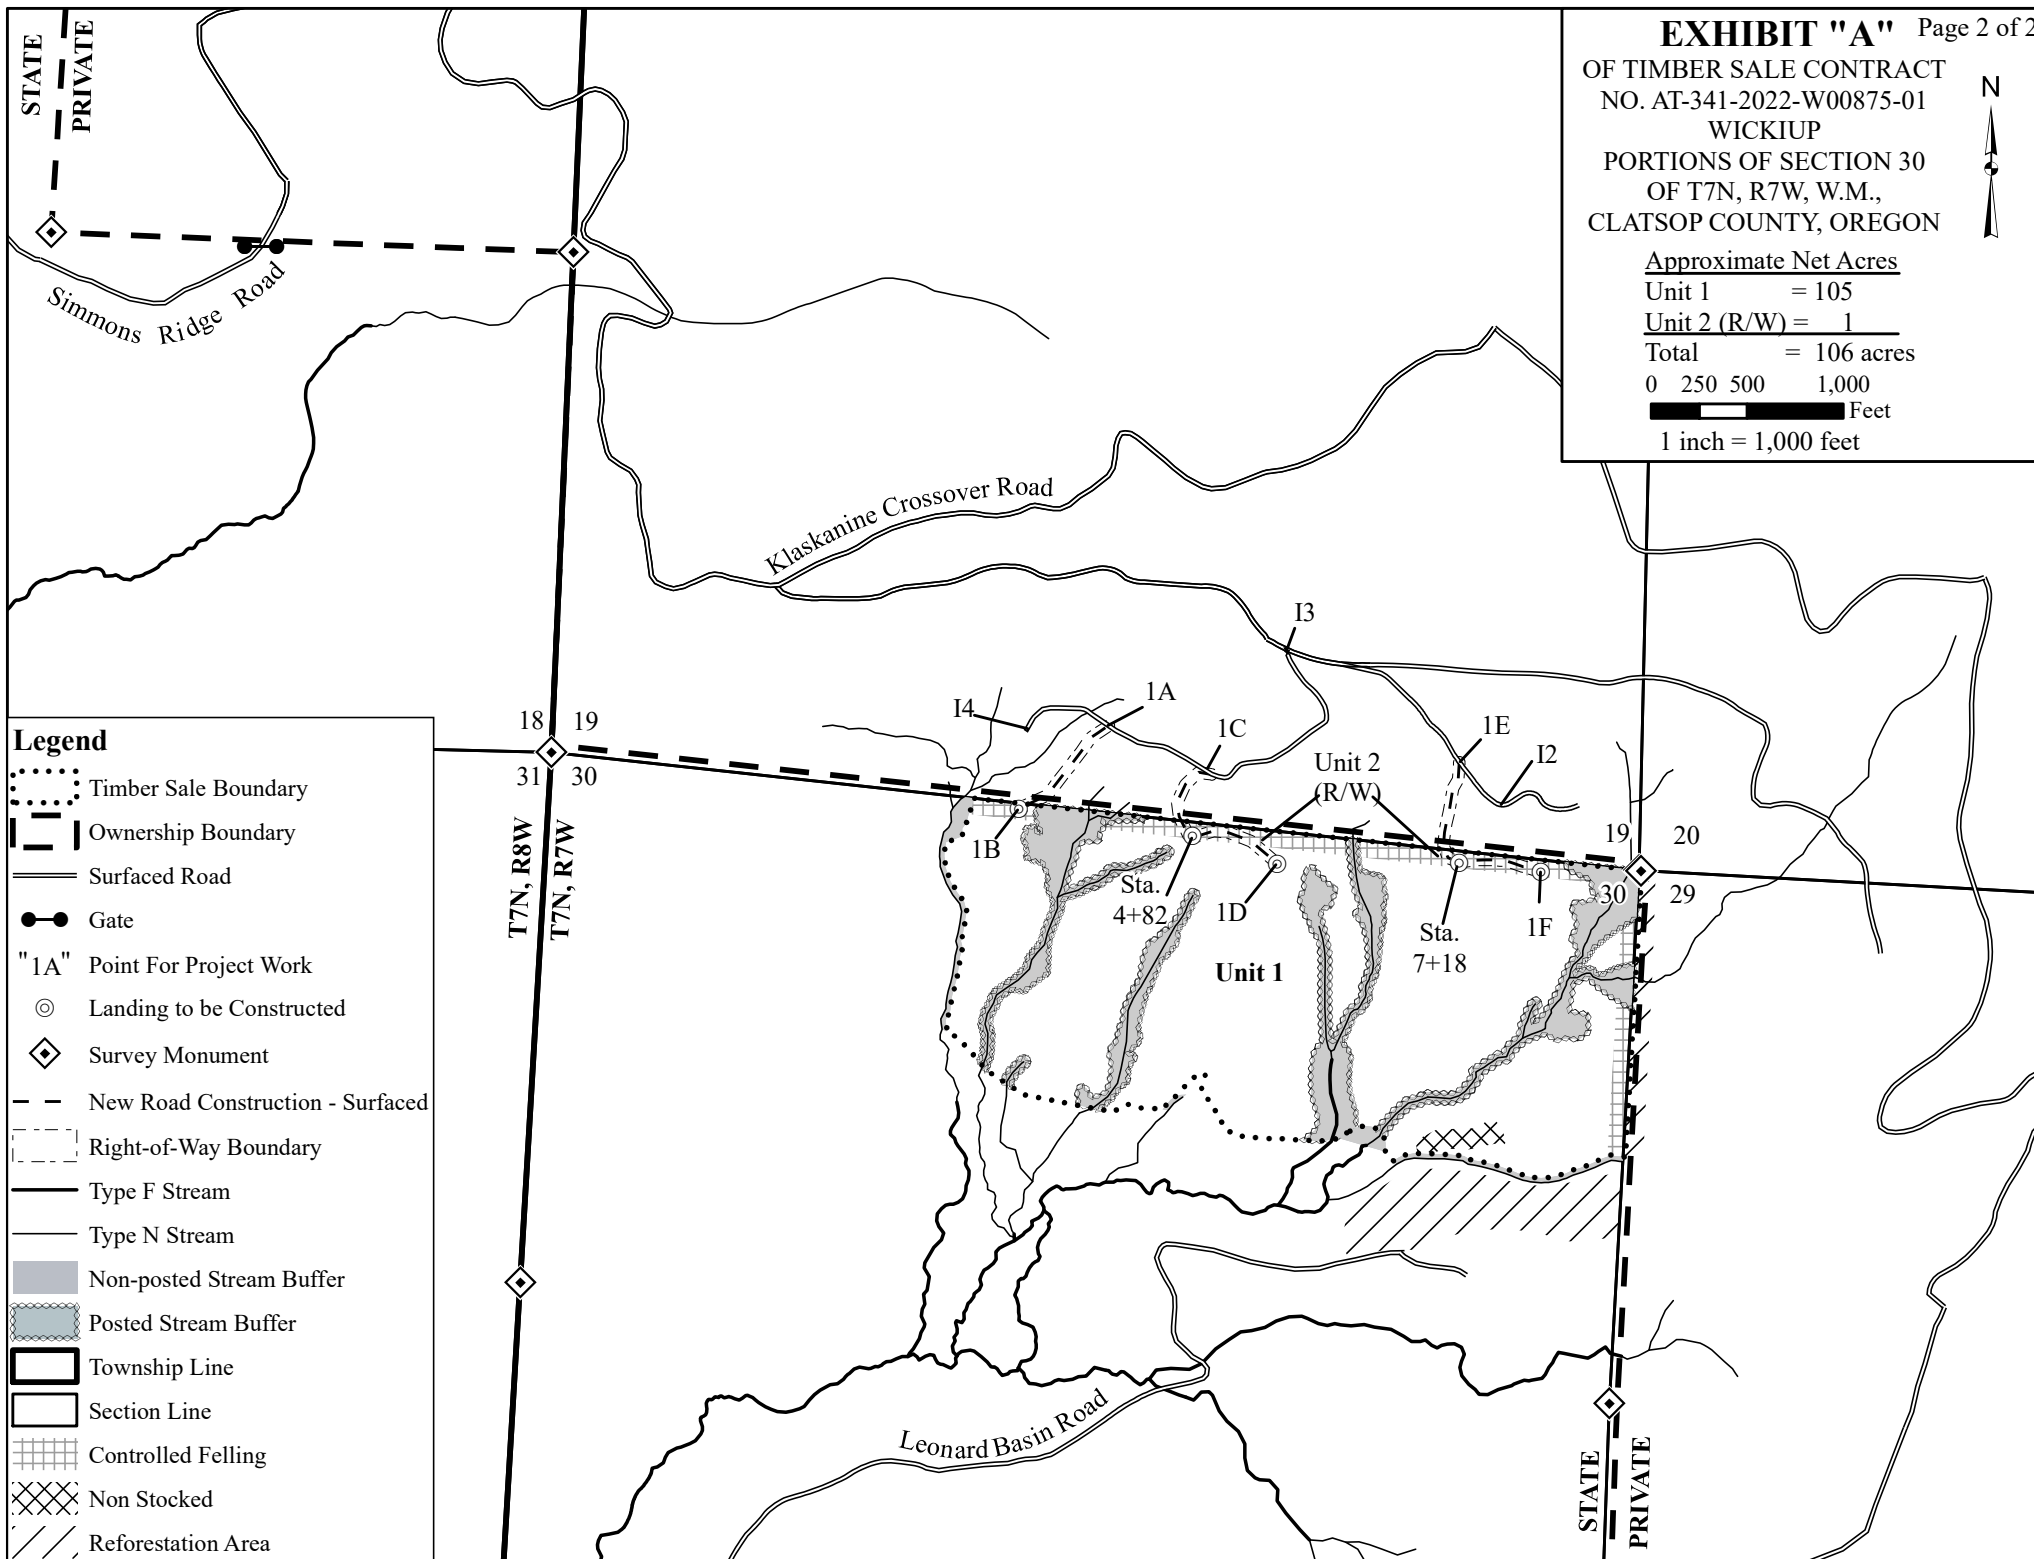 EXHIBIT "A" Page 2 of 2
OF TIMBER SALE CONTRACT
NO. AT-341-2022-W00875-01
WICKIUP
PORTIONS OF SECTION 30
OF T7N, R7W, W.M.,
CLATSOP COUNTY, OREGON
N
Approximate Net Acres
Unit 1 = 105
Unit 2 (R/W) = 1
Total = 106 acres
0 250 500 1,000
Feet
1 inch = 1,000 feet
STATE
PRIVATE
Simmons Ridge Road
Klaskanine Crossover Road
I3
1A
I4
1C
1E
I2
Unit 2
(R/W)
18 19
31 30
T7N, R8W
T7N, R7W
1B
Sta.
4+82
1D
Sta.
7+18
1F
19 20
30 29
Unit 1
Leonard Basin Road
STATE
PRIVATE
Legend
Timber Sale Boundary
Ownership Boundary
Surfaced Road
Gate
"1A" Point For Project Work
Landing to be Constructed
Survey Monument
New Road Construction - Surfaced
Right-of-Way Boundary
Type F Stream
Type N Stream
Non-posted Stream Buffer
Posted Stream Buffer
Township Line
Section Line
Controlled Felling
Non Stocked
Reforestation Area